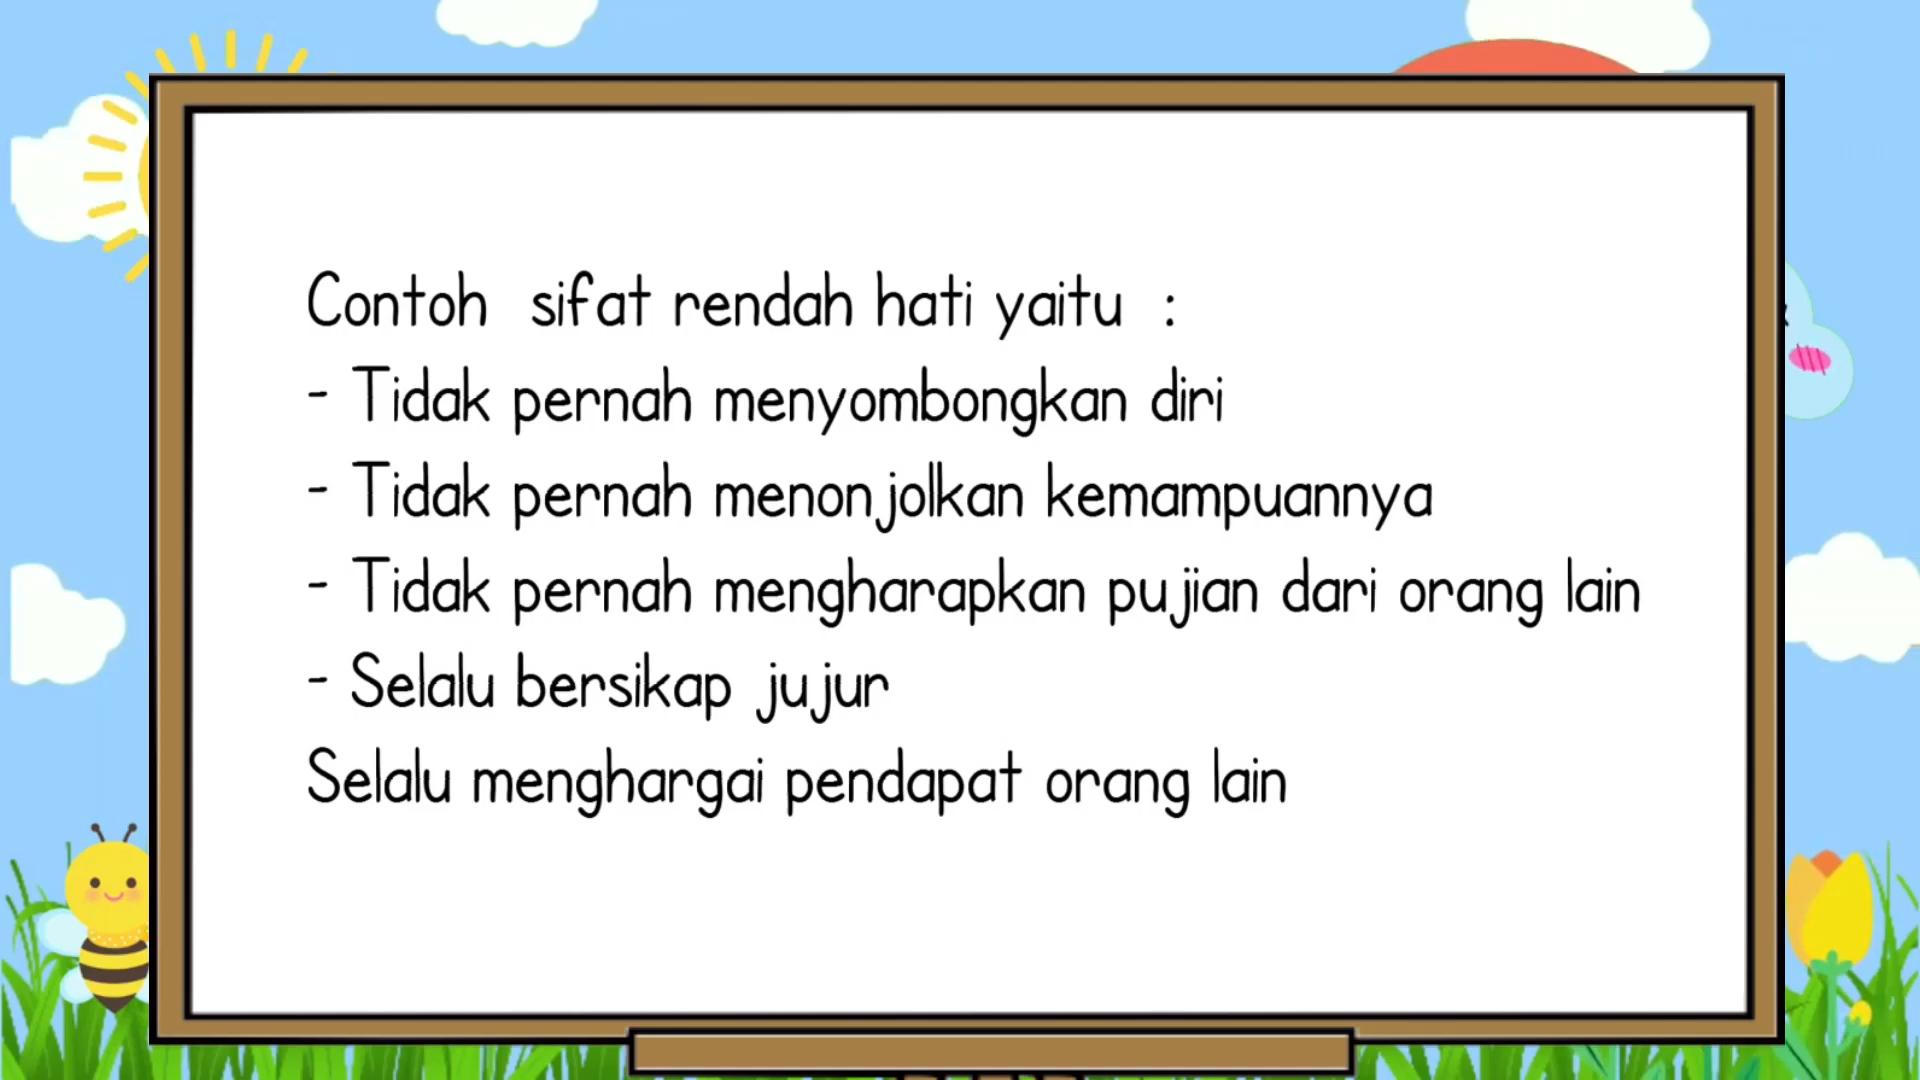 Contoh sifat rendah hati yaitu :
- Tidak pernah menyombongkan diri
- Tidak pernah menonjolkan kemampuannya
- Tidak pernah mengharapkan pujian dari orang lain
- Selalu bersikap jujur
Selalu menghargai pendapat orang lain